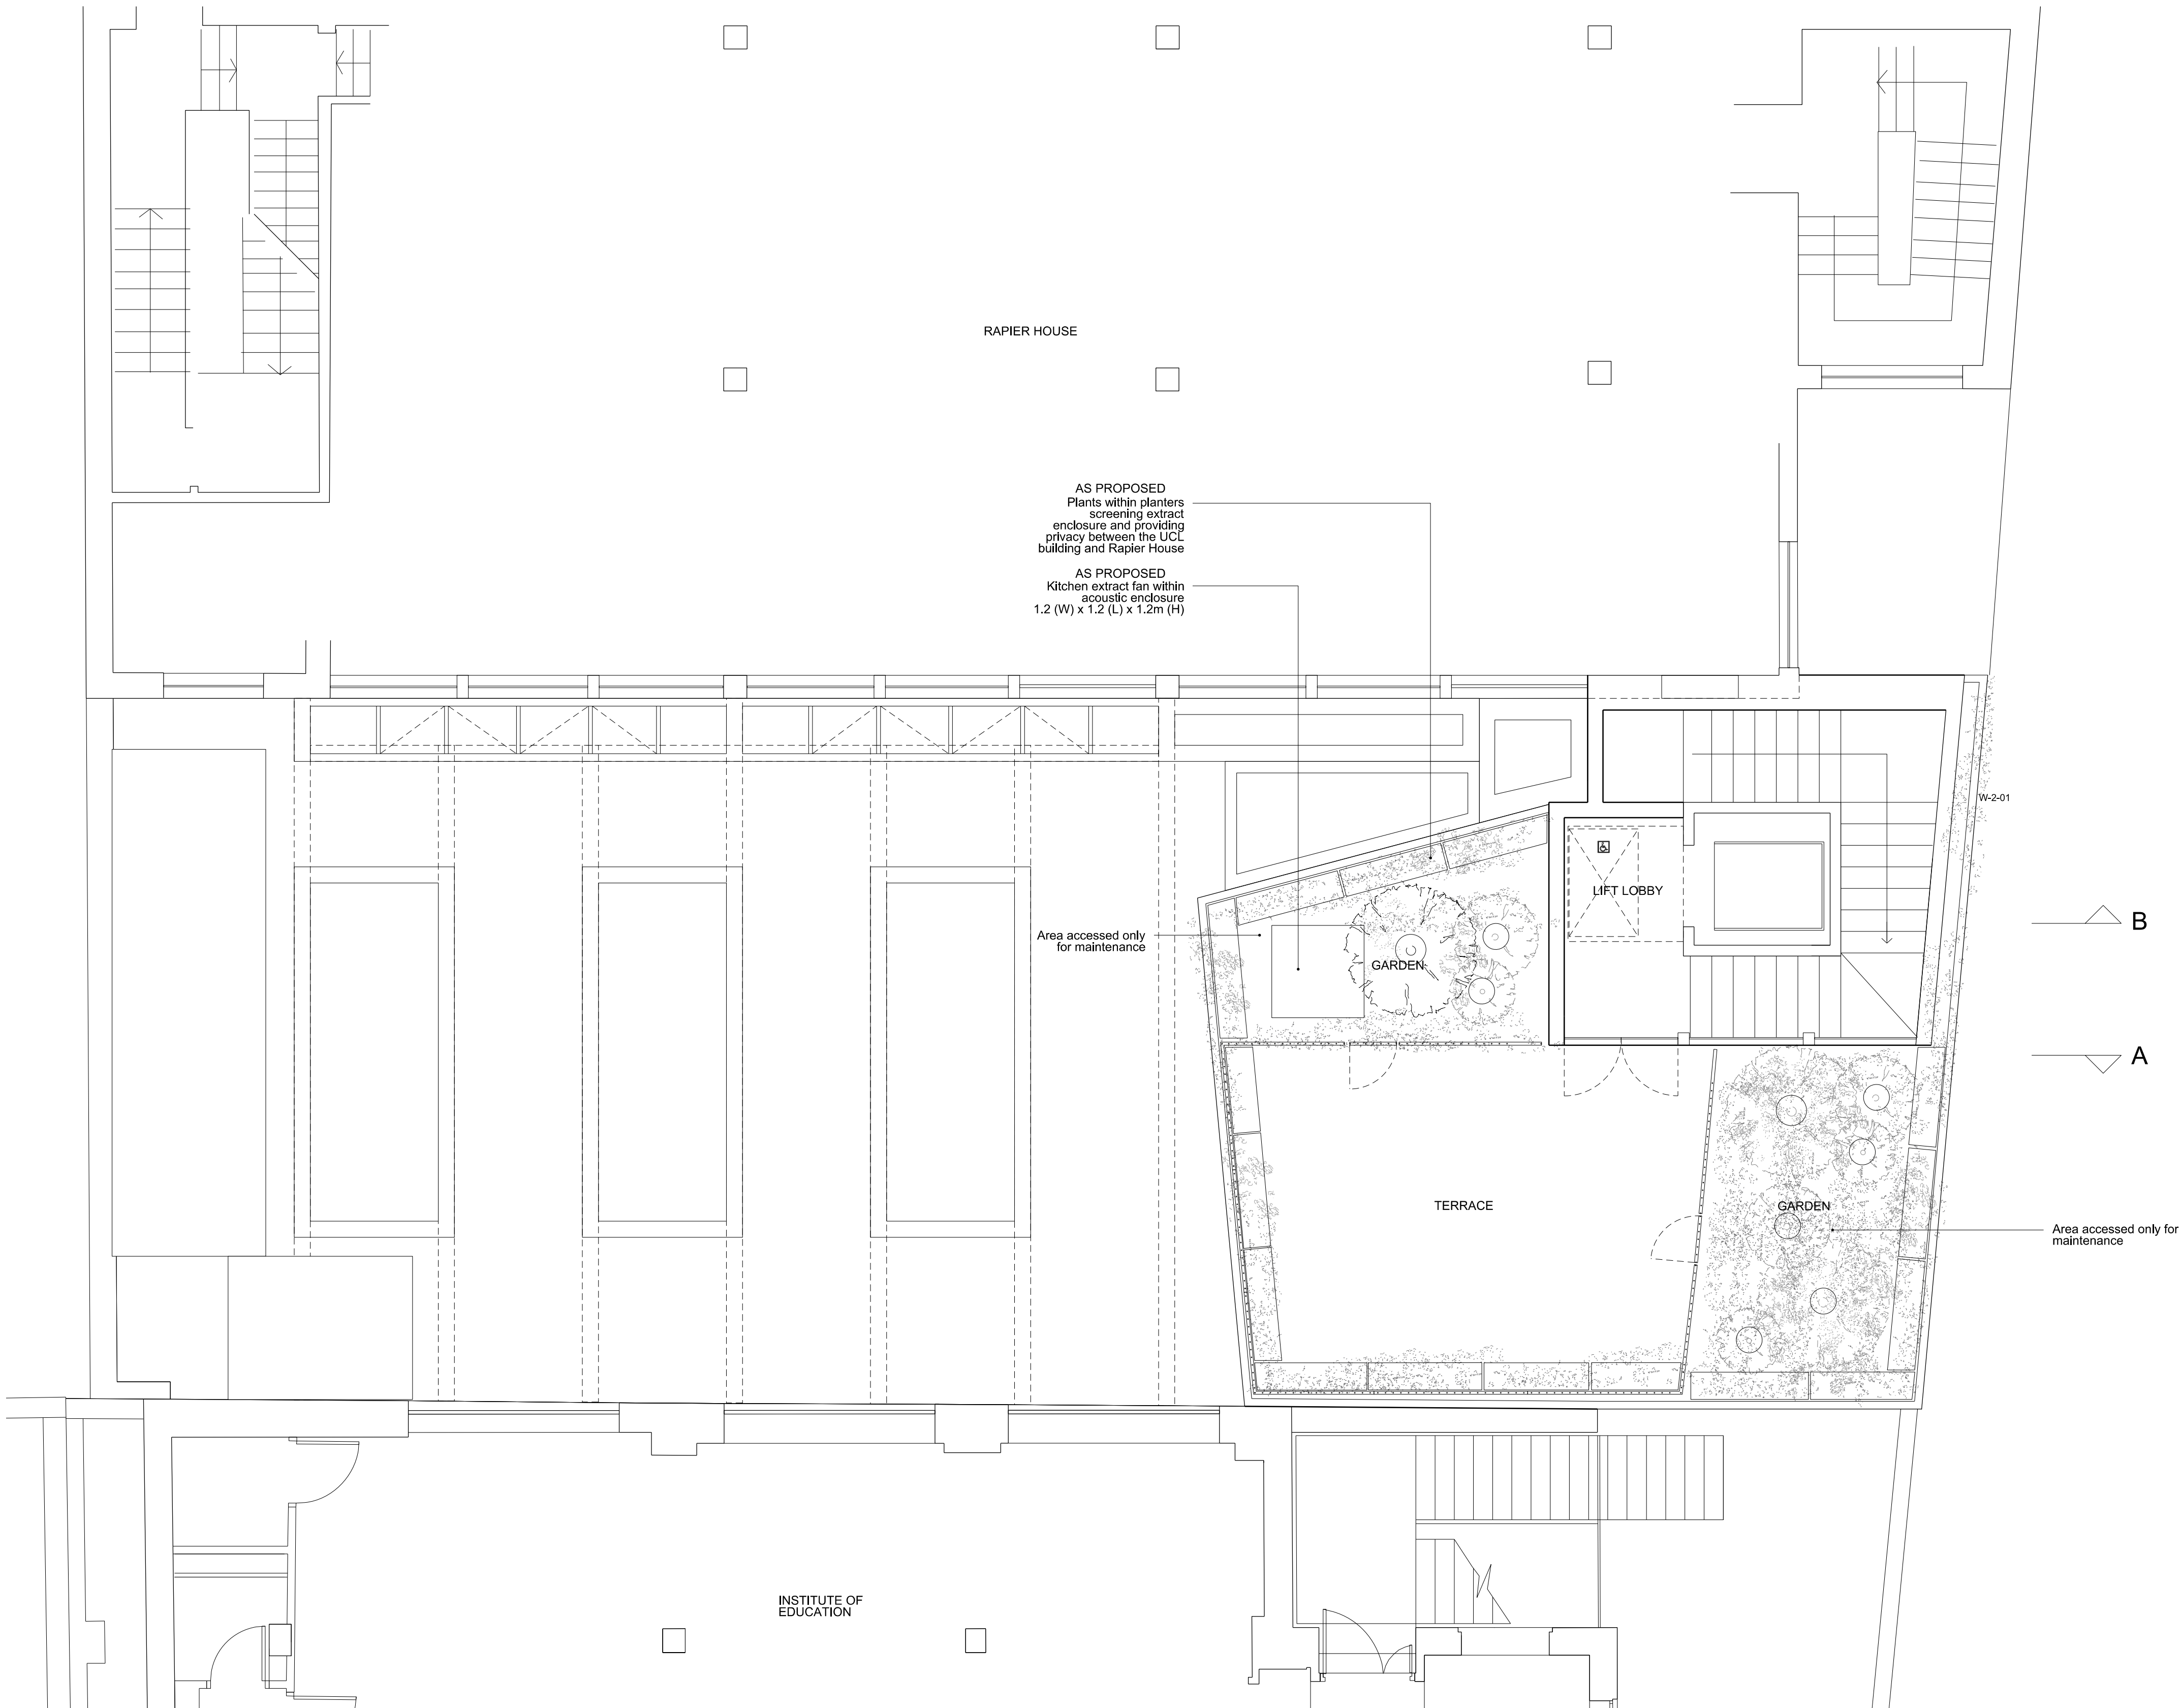 RAPIER HOUSE
AS PROPOSED
Plants within planters
screening extract
enclosure and providing
privacy between the UCL
building and Rapier House
AS PROPOSED
Kitchen extract fan within
acoustic enclosure
1.2 (W) x 1.2 (L) x 1.2m (H)
W-2-01
LIFT LOBBY
B
Area accessed only
for maintenance
GARDEN
A
TERRACE
GARDEN
Area accessed only for
maintenance
INSTITUTE OF
EDUCATION